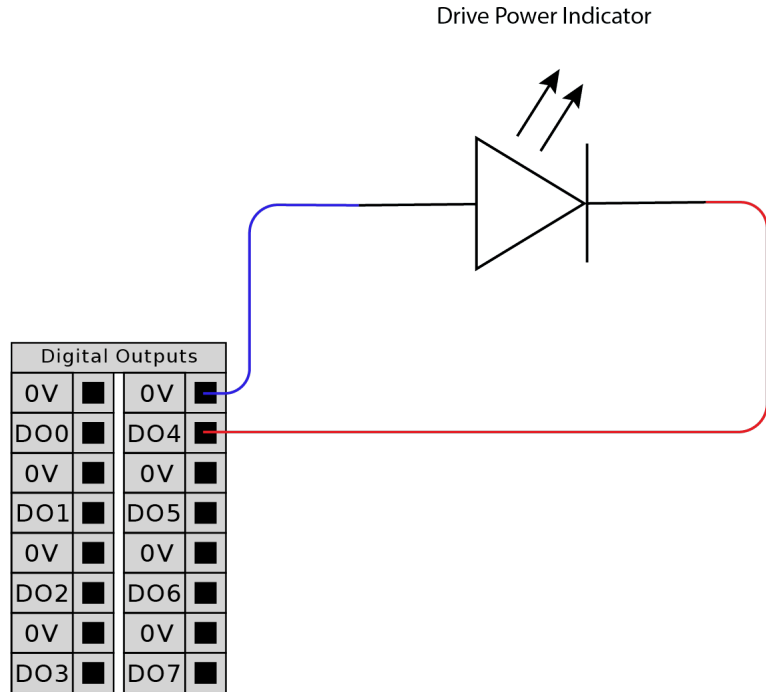 Drive Power Indicator
Digital Outputs
0V 0V
DO0 DO4
0V 0V
DO1 DO5
0V 0V
DO2 DO6
0V 0V
DO3 DO7